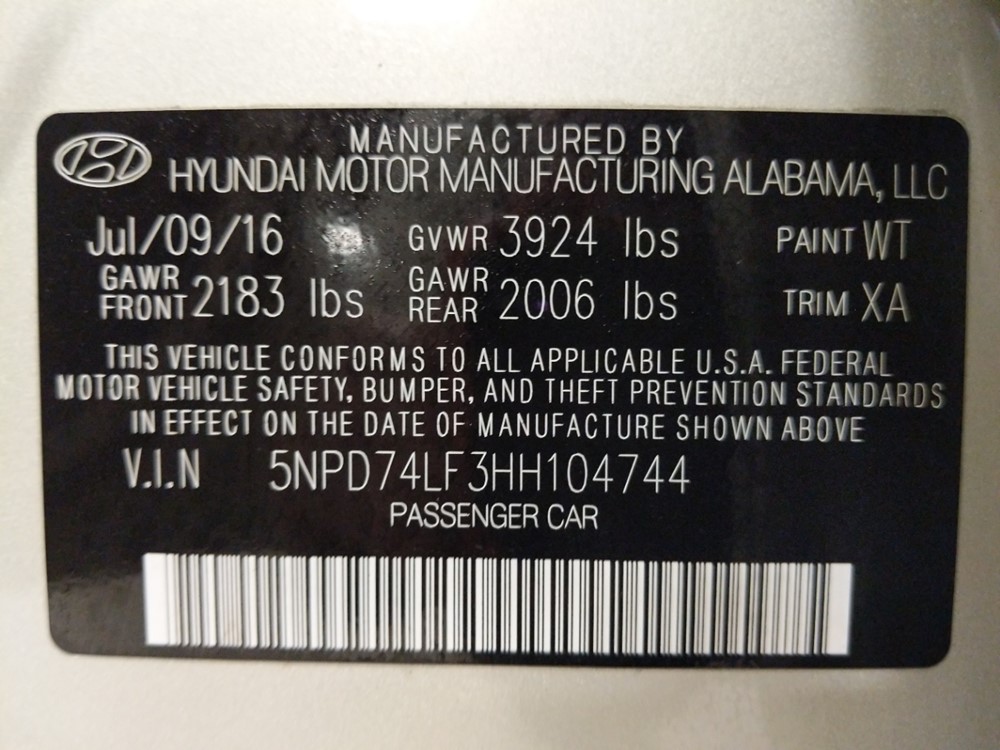 MANUFACTURED BY
HYUNDAI MOTOR MANUFACTURING ALABAMA, LLC
Jul/09/16 GVWR 3924 lbs PAINT WT
GAWR FRONT 2183 lbs GAWR REAR 2006 lbs TRIM XA
THIS VEHICLE CONFORMS TO ALL APPLICABLE U.S.A. FEDERAL
MOTOR VEHICLE SAFETY, BUMPER, AND THEFT PREVENTION STANDARDS
IN EFFECT ON THE DATE OF MANUFACTURE SHOWN ABOVE
V.I.N 5NPD74LF3HH104744
PASSENGER CAR